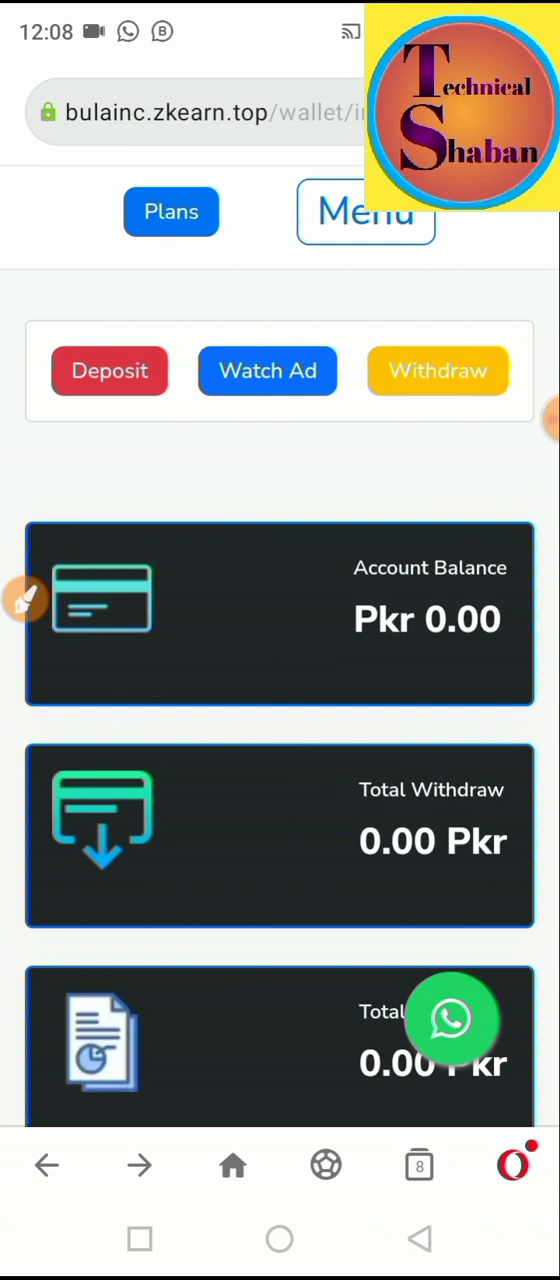 12:08
Technical
Shaban
bulainc.zkearn.top/wallet/i
Plans
Menu
Deposit
Watch Ad
Withdraw
Account Balance
Pkr 0.00
Total Withdraw
0.00 Pkr
Total
0.00 Pkr
8